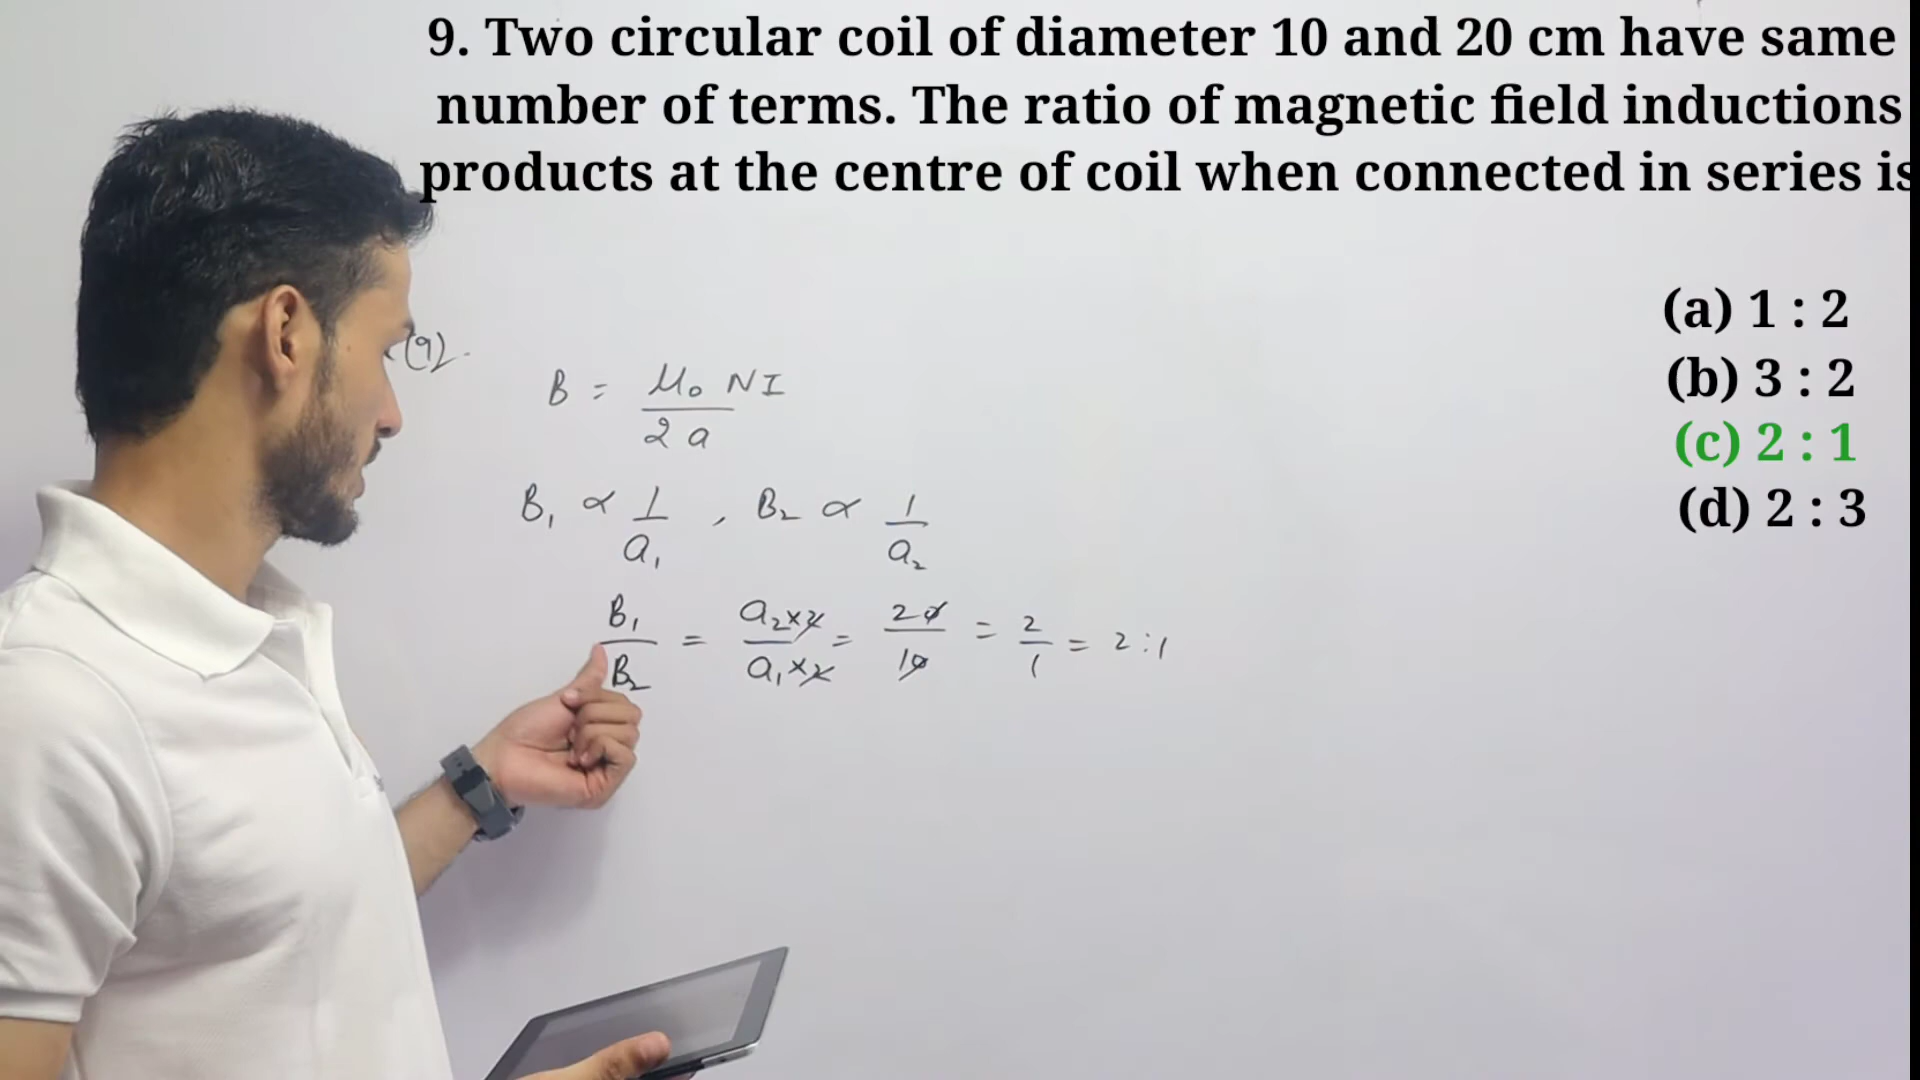 9. Two circular coil of diameter 10 and 20 cm have same
number of terms. The ratio of magnetic field inductions
products at the centre of coil when connected in series is
(a) 1 : 2
(b) 3 : 2
(c) 2 : 1
(d) 2 : 3
(9).
B = μ₀ NI / 2 a
B₁ ∝ 1/a₁ , B₂ ∝ 1/a₂
B₁/B₂ = a₂×2/a₁×2 = 20/10 = 2/1 = 2:1